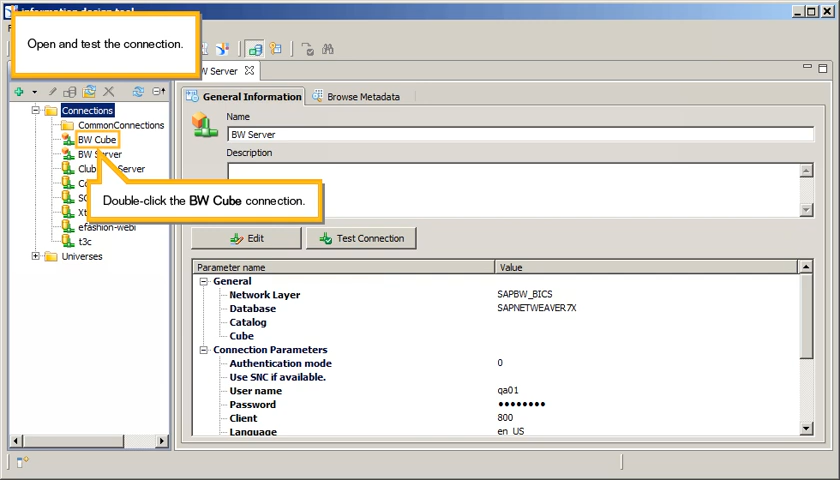 information design tool
Open and test the connection.
BW Server
General Information
Browse Metadata
Connections
CommonConnections
BW Cube
BW Server
Double-click the BW Cube connection.
efashion-webi
t3c
Universes
Name
BW Server
Description
Edit
Test Connection
Parameter name
Value
General
Network Layer
SAPBW_BICS
Database
SAPNETWEAVER7X
Catalog
Cube
Connection Parameters
Authentication mode
0
Use SNC if available.
User name
qa01
Password
●●●●●●●●
Client
800
Language
en_US